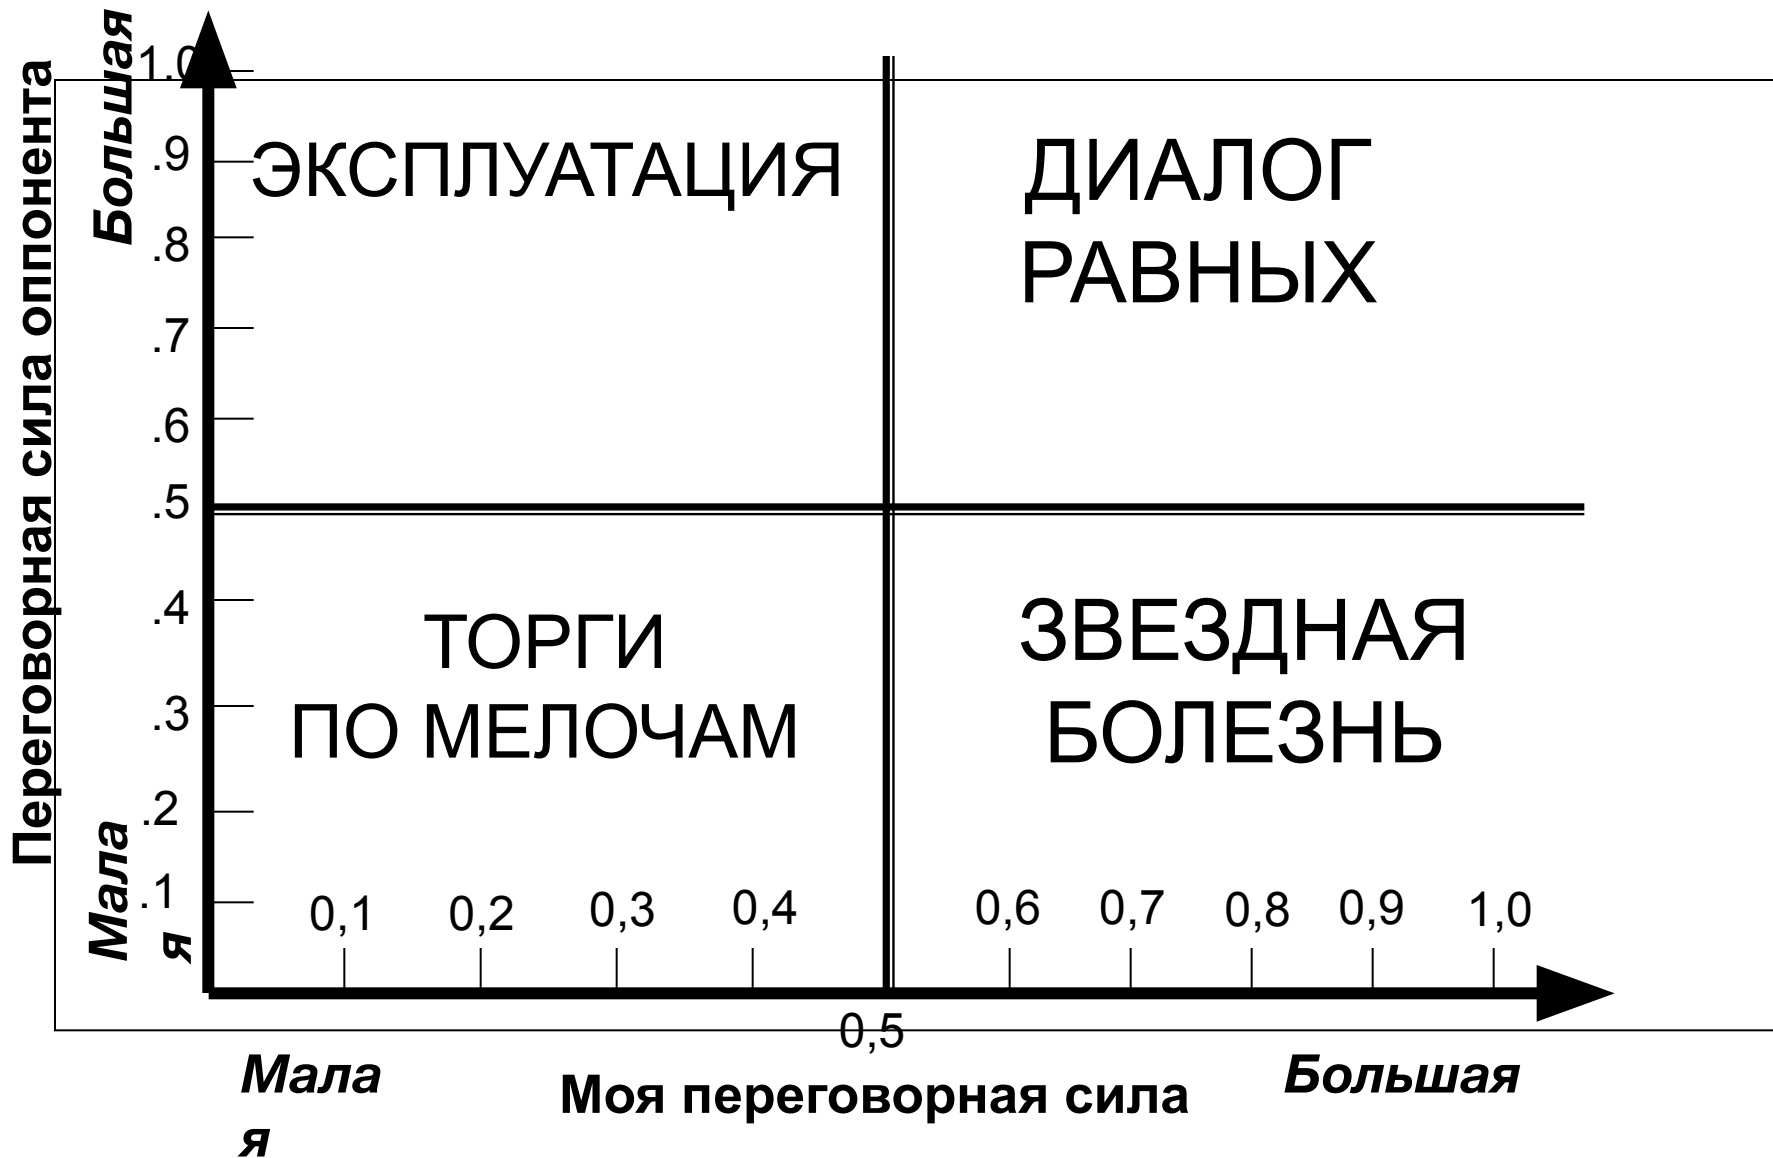 Переговорная сила оппонента
Большая
1.0
.9
.8
.7
.6
.5
.4
.3
.2
.1
Мала
я
ЭКСПЛУАТАЦИЯ
ДИАЛОГ
РАВНЫХ
ТОРГИ
ПО МЕЛОЧАМ
ЗВЕЗДНАЯ
БОЛЕЗНЬ
0,1 0,2 0,3 0,4 0,6 0,7 0,8 0,9 1,0
0,5
Мала
я
Моя переговорная сила
Большая